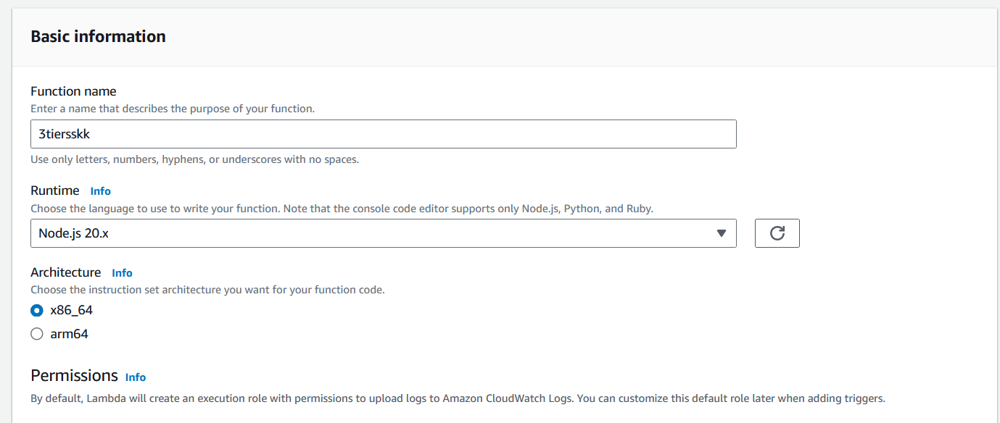 Basic information
Function name
Enter a name that describes the purpose of your function.
3tiersskk
Use only letters, numbers, hyphens, or underscores with no spaces.
Runtime Info
Choose the language to use to write your function. Note that the console code editor supports only Node.js, Python, and Ruby.
Node.js 20.x
Architecture Info
Choose the instruction set architecture you want for your function code.
x86_64
arm64
Permissions Info
By default, Lambda will create an execution role with permissions to upload logs to Amazon CloudWatch Logs. You can customize this default role later when adding triggers.